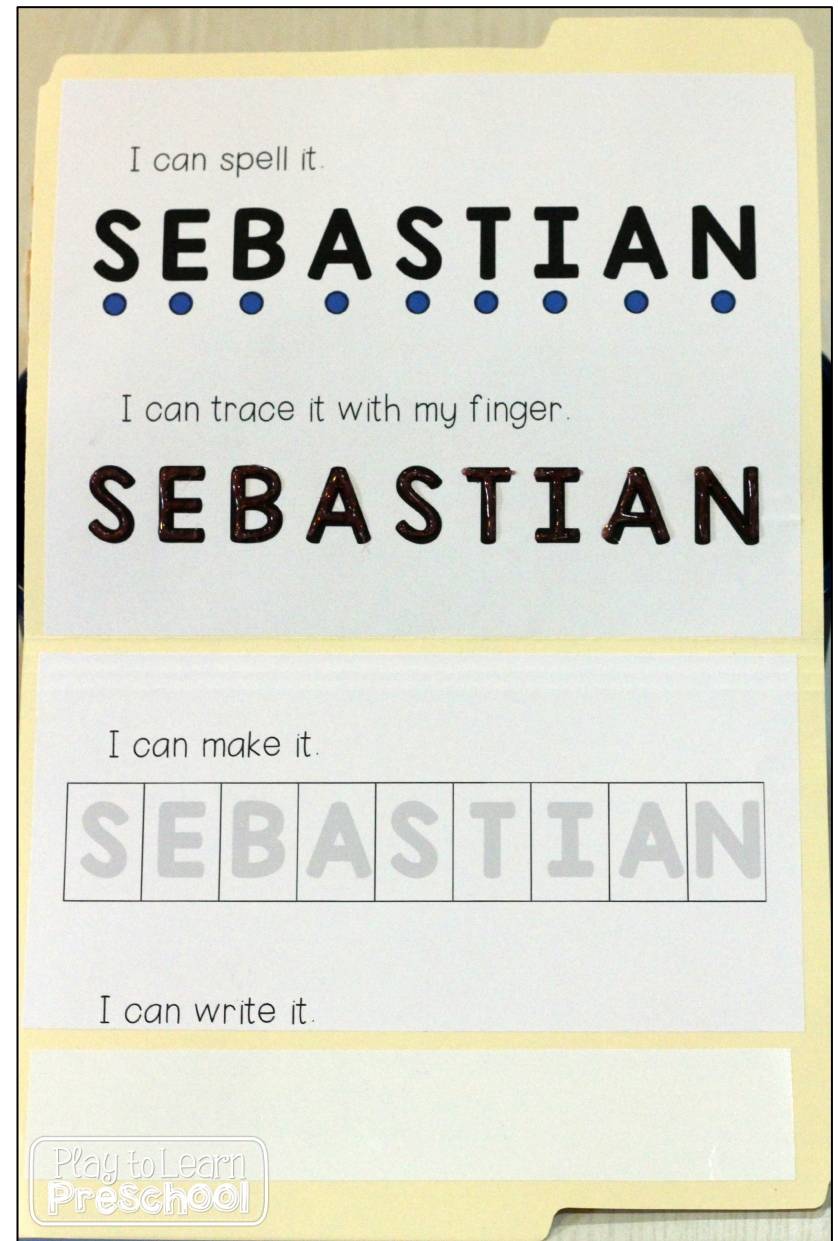 I can spell it.
SEBASTIAN
I can trace it with my finger.
SEBASTIAN
I can make it.
SEBASTIAN
I can write it.
Play to Learn
Preschool